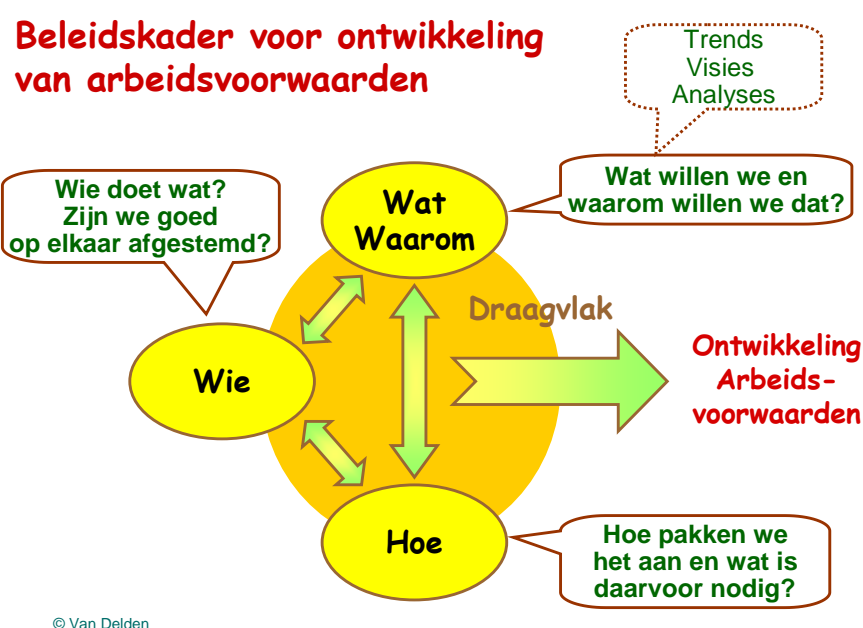 Beleidskader voor ontwikkeling
van arbeidsvoorwaarden
Trends
Visies
Analyses
Wie doet wat?
Zijn we goed
op elkaar afgestemd?
Wat
Waarom
Wat willen we en
waarom willen we dat?
Draagvlak
Wie
Ontwikkeling
Arbeids-
voorwaarden
Hoe
Hoe pakken we
het aan en wat is
daarvoor nodig?
© Van Delden